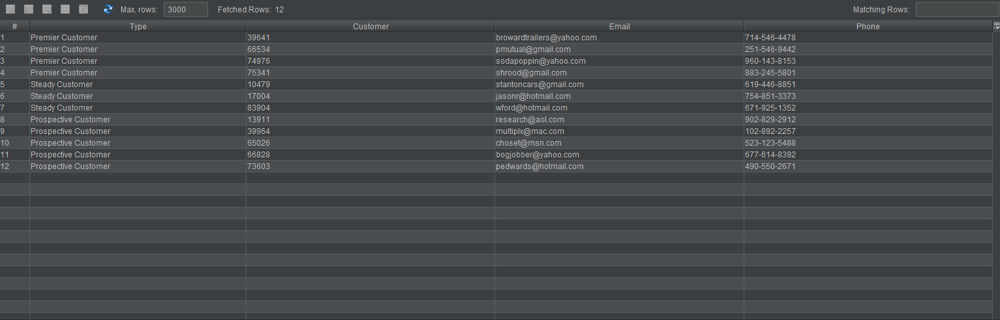 Max. rows: 3000 Fetched Rows: 12 Matching Rows:
# Type Customer Email Phone
1 Premier Customer 39641 browardtrailers@yahoo.com 714-546-4478
2 Premier Customer 66534 pmutual@gmail.com 251-546-9442
3 Premier Customer 74976 sodapoppin@yahoo.com 960-143-8153
4 Premier Customer 75341 shrood@gmail.com 883-245-5801
5 Steady Customer 10479 stantoncars@gmail.com 619-446-8851
6 Steady Customer 17004 jasonr@hotmail.com 754-851-3373
7 Steady Customer 83904 wford@hotmail.com 671-925-1352
8 Prospective Customer 13911 research@aol.com 902-829-2912
9 Prospective Customer 39964 multiplx@mac.com 102-892-2257
10 Prospective Customer 65026 choset@msn.com 523-123-5488
11 Prospective Customer 66828 bogjobber@yahoo.com 677-614-8392
12 Prospective Customer 73603 pedwards@hotmail.com 490-550-2671